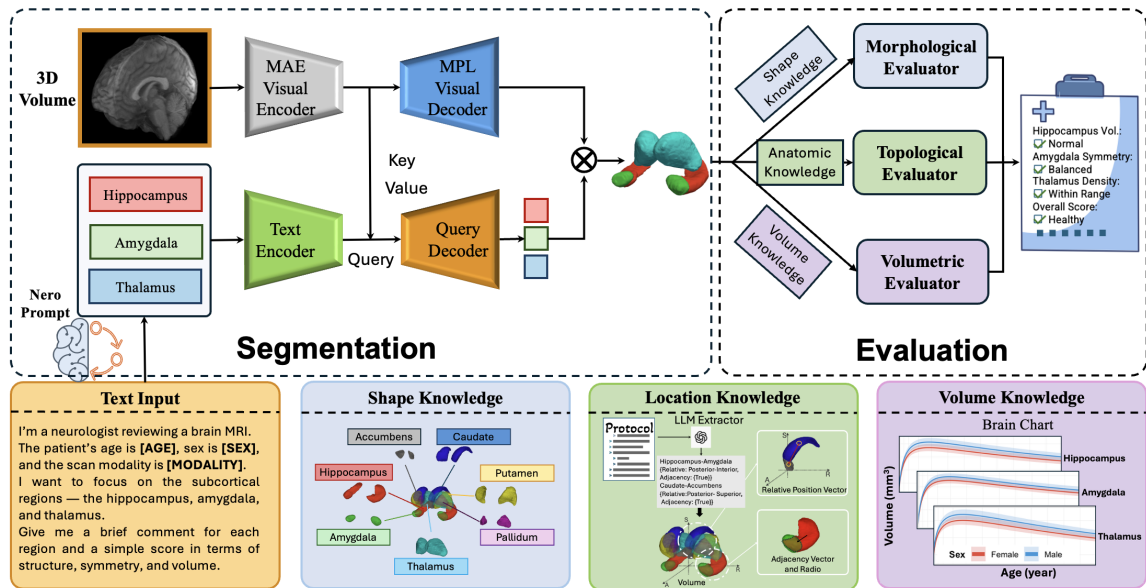 3D
Volume
MAE
Visual
Encoder
MPL
Visual
Decoder
Key
Value
Hippocampus
Amygdala
Thalamus
Text
Encoder
Query
Query
Decoder
Nero
Prompt
Segmentation
Shape
Knowledge
Anatomic
Knowledge
Volume
Knowledge
Morphological
Evaluator
Topological
Evaluator
Volumetric
Evaluator
Hippocampus Vol.:
Normal
Amygdala Symmetry:
Balanced
Thalamus Density:
Within Range
Overall Score:
Healthy
Evaluation
Text Input
I'm a neurologist reviewing a brain MRI.
The patient's age is [AGE], sex is [SEX],
and the scan modality is [MODALITY].
I want to focus on the subcortical
regions — the hippocampus, amygdala,
and thalamus.
Give me a brief comment for each
region and a simple score in terms of
structure, symmetry, and volume.
Shape Knowledge
Accumbens
Caudate
Hippocampus
Putamen
Amygdala
Pallidum
Thalamus
Location Knowledge
Protocol
LLM Extractor
Hippocampus-Amygdala
{Relative: Posterior-Interior,
Adjacency: {True}}
Caudate-Accumbens
{Relative:Posterior- Superior,
Adjacency: {True}}
S
A
R
Relative Position Vector
S
A
R
Volume
Adjacency Vector
and Radio
Volume Knowledge
Brain Chart
Volume (mm³)
Hippocampus
Amygdala
Thalamus
Sex Female Male
Age (year)